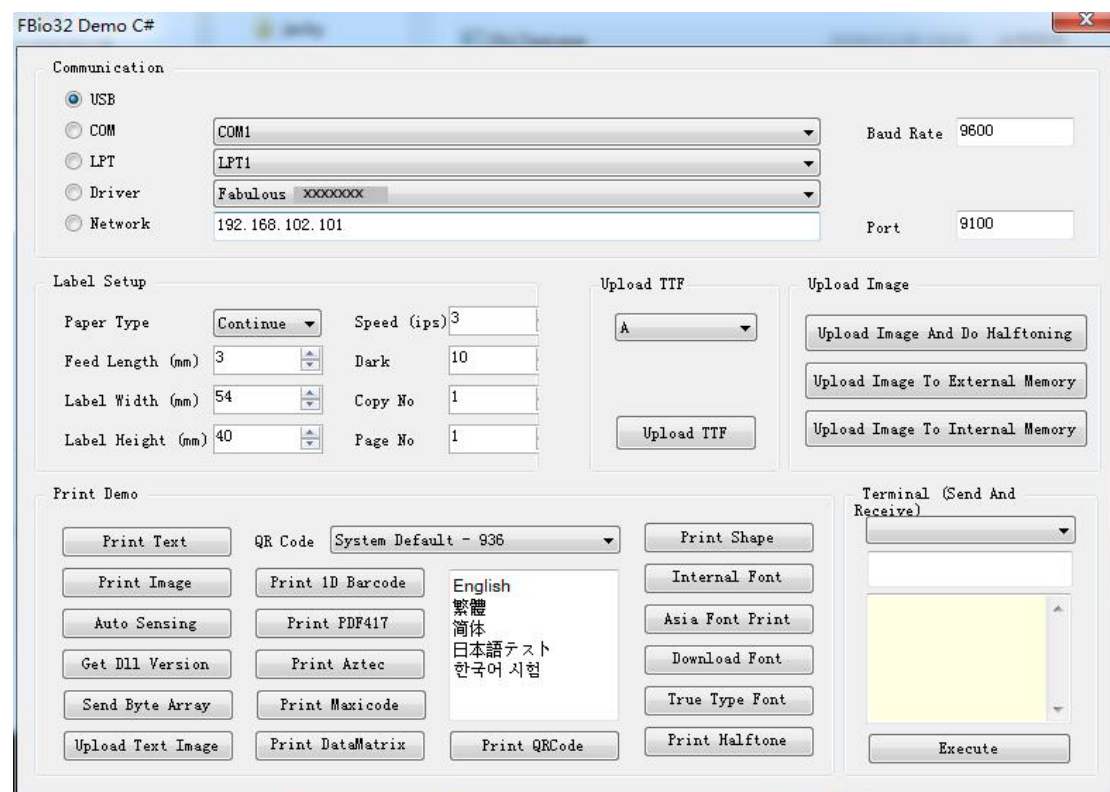 FBio32 Demo C#
Communication
USB
COM
COM1
Baud Rate
9600
LPT
LPT1
Driver
Fabulous XXXXXXX
Network
192.168.102.101
Port
9100
Label Setup
Paper Type
Continue
Speed (ips)
3
Feed Length (mm)
3
Dark
10
Label Width (mm)
54
Copy No
1
Label Height (mm)
40
Page No
1
Upload TTF
A
Upload TTF
Upload Image
Upload Image And Do Halftoning
Upload Image To External Memory
Upload Image To Internal Memory
Print Demo
Print Text
QR Code
System Default - 936
Print Shape
Print Image
Print 1D Barcode
Internal Font
Auto Sensing
Print PDF417
Asia Font Print
Get Dll Version
Print Aztec
Download Font
Send Byte Array
Print Maxicode
True Type Font
Upload Text Image
Print DataMatrix
Print QRCode
Print Halftone
English
繁體
简体
日本語テスト
한국어 시험
Terminal (Send And
Receive)
Execute